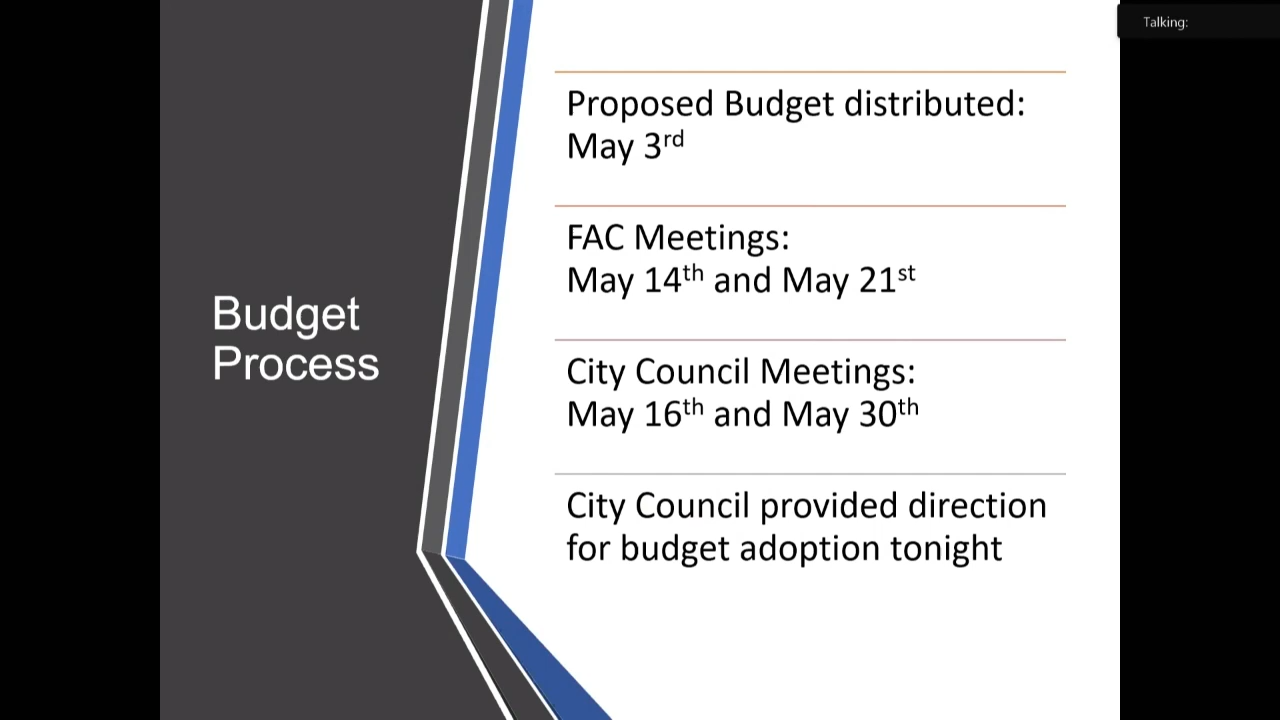 Talking:
Budget
Process
Proposed Budget distributed:
May 3rd
FAC Meetings:
May 14th and May 21st
City Council Meetings:
May 16th and May 30th
City Council provided direction
for budget adoption tonight